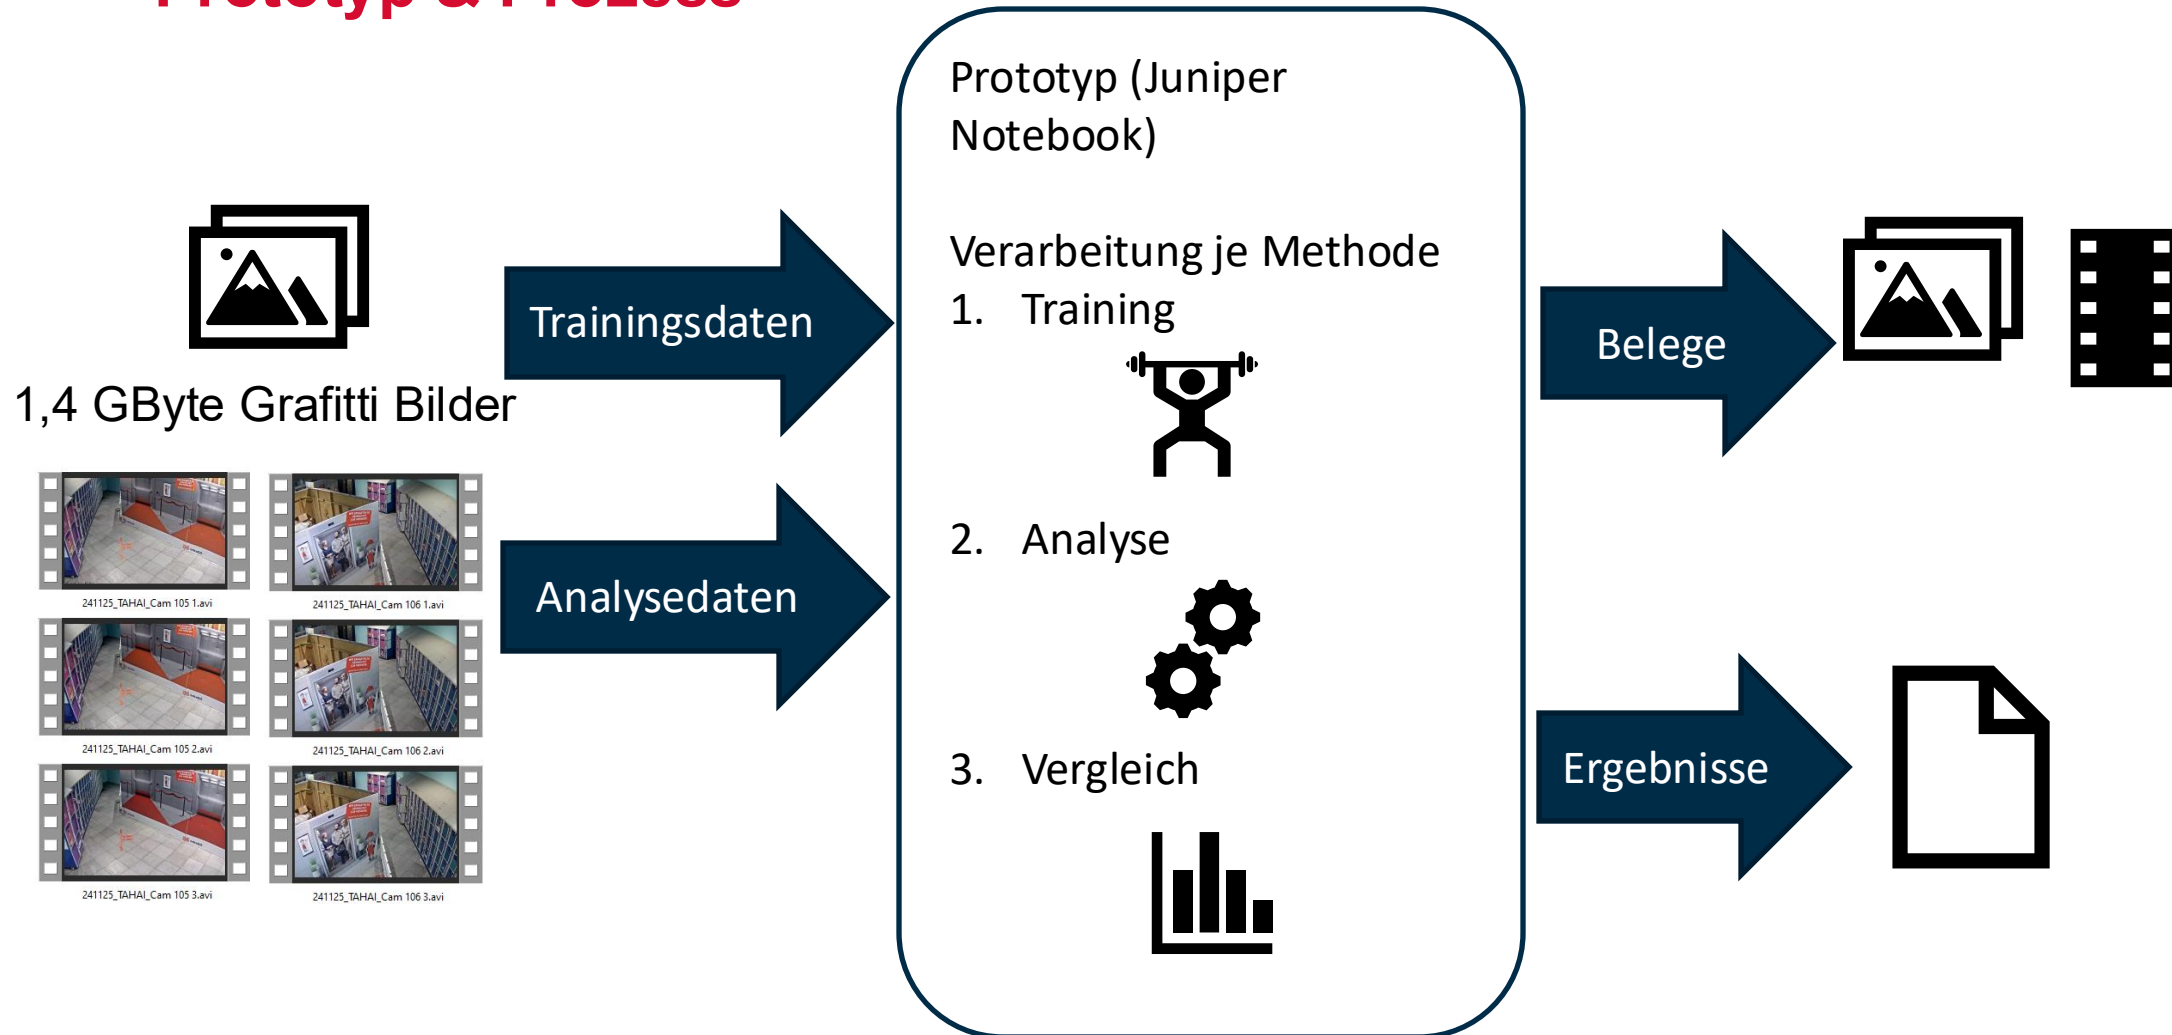 Prototyp & Prozess
Prototyp (Juniper
Notebook)
Verarbeitung je Methode
1. Training
2. Analyse
3. Vergleich
Trainingsdaten
Analysedaten
1,4 GByte Grafitti Bilder
241125_TAHAI_Cam 105 1.avi
241125_TAHAI_Cam 106 1.avi
241125_TAHAI_Cam 105 2.avi
241125_TAHAI_Cam 106 2.avi
241125_TAHAI_Cam 105 3.avi
241125_TAHAI_Cam 106 3.avi
Belege
Ergebnisse